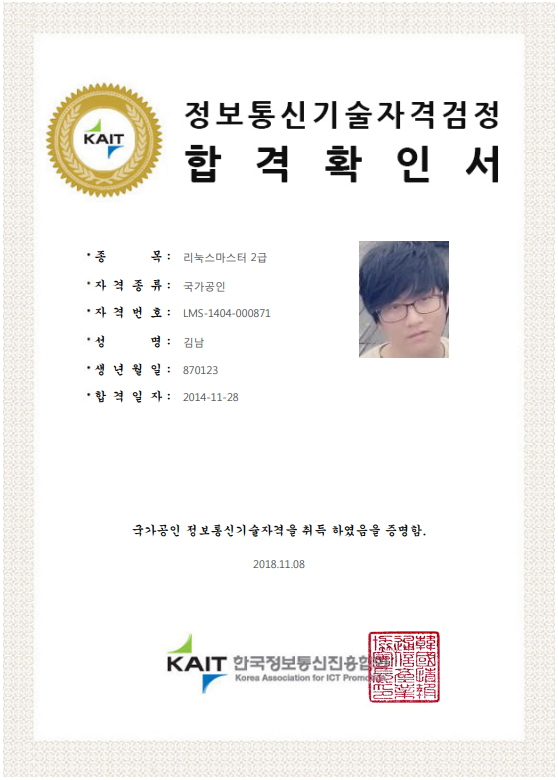 KAIT
정보통신기술자격검정
합 격 확 인 서
* 종 목 : 리눅스마스터 2급
* 자 격 종 류 : 국가공인
* 자 격 번 호 : LMS-1404-000871
* 성 명 : 김남
* 생 년 월 일 : 870123
* 합 격 일 자 : 2014-11-28
국가공인 정보통신기술자격을 취득 하였음을 증명함.
2018.11.08
KAIT 한국정보통신진흥협
Korea Association for ICT Promo